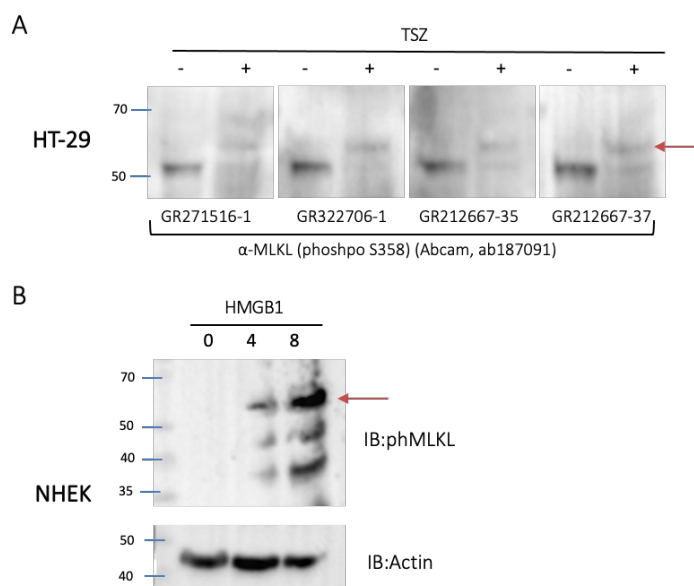 A
TSZ
- + - + - + - +
70
HT-29
50
GR271516-1 GR322706-1 GR212667-35 GR212667-37
α-MLKL (phoshpo S358) (Abcam, ab187091)
B
HMGB1
0 4 8
70
50
IB:phMLKL
40
NHEK
35
50
IB:Actin
40